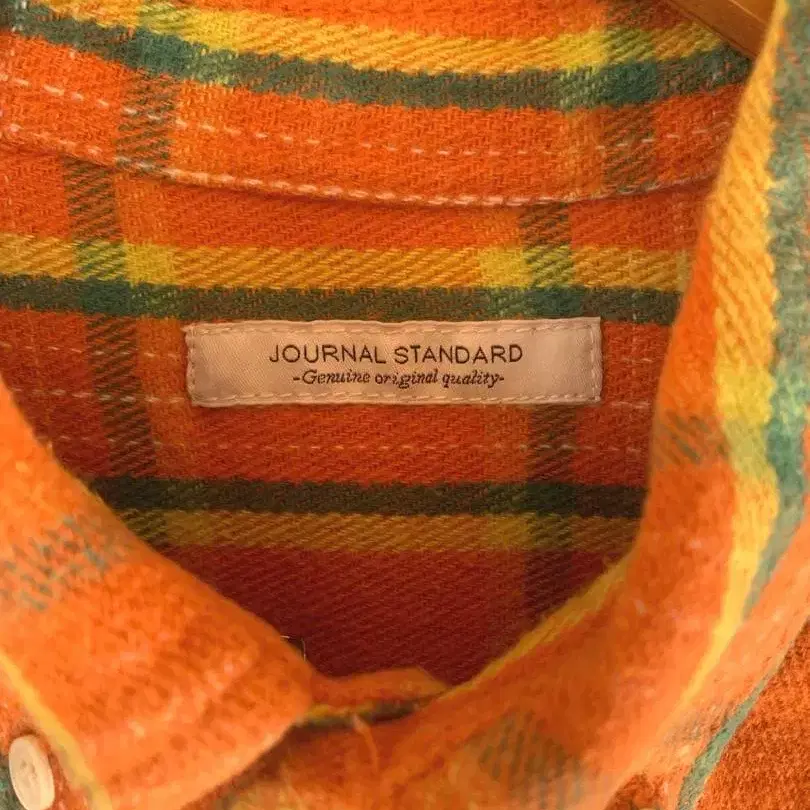 JOURNAL STANDARD
-Genuine original quality-